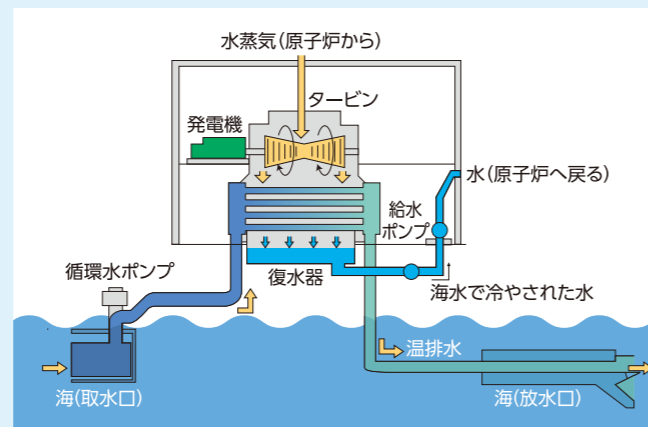 水蒸気(原子炉から)
タービン
発電機
水(原子炉へ戻る)
給水
ポンプ
循環水ポンプ
復水器
海水で冷やされた水
温排水
海(取水口)
海(放水口)